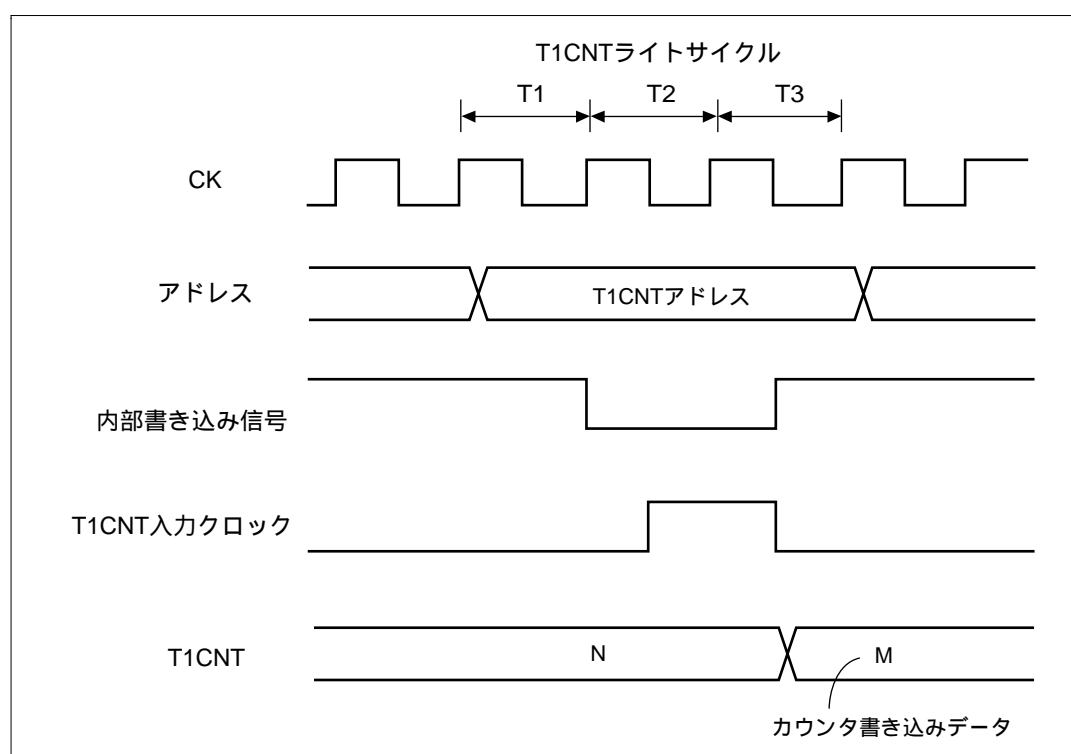 T1CNTライトサイクル
T1 T2 T3
CK
アドレス
T1CNTアドレス
内部書き込み信号
T1CNT入力クロック
T1CNT
N
M
カウンタ書き込みデータ